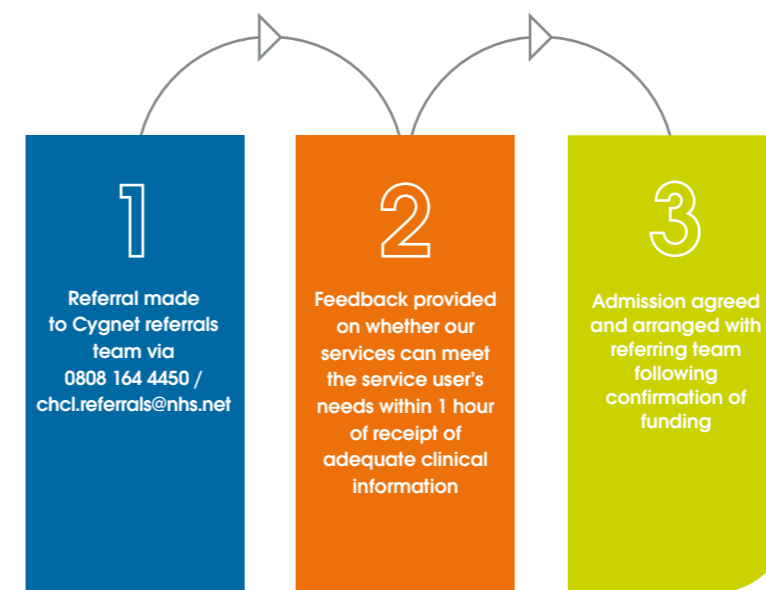 1
Referral made
to Cygnet referrals
team via
0808 164 4450 /
chcl.referrals@nhs.net
2
Feedback provided
on whether our
services can meet
the service user's
needs within 1 hour
of receipt of
adequate clinical
information
3
Admission agreed
and arranged with
referring team
following
confirmation of
funding